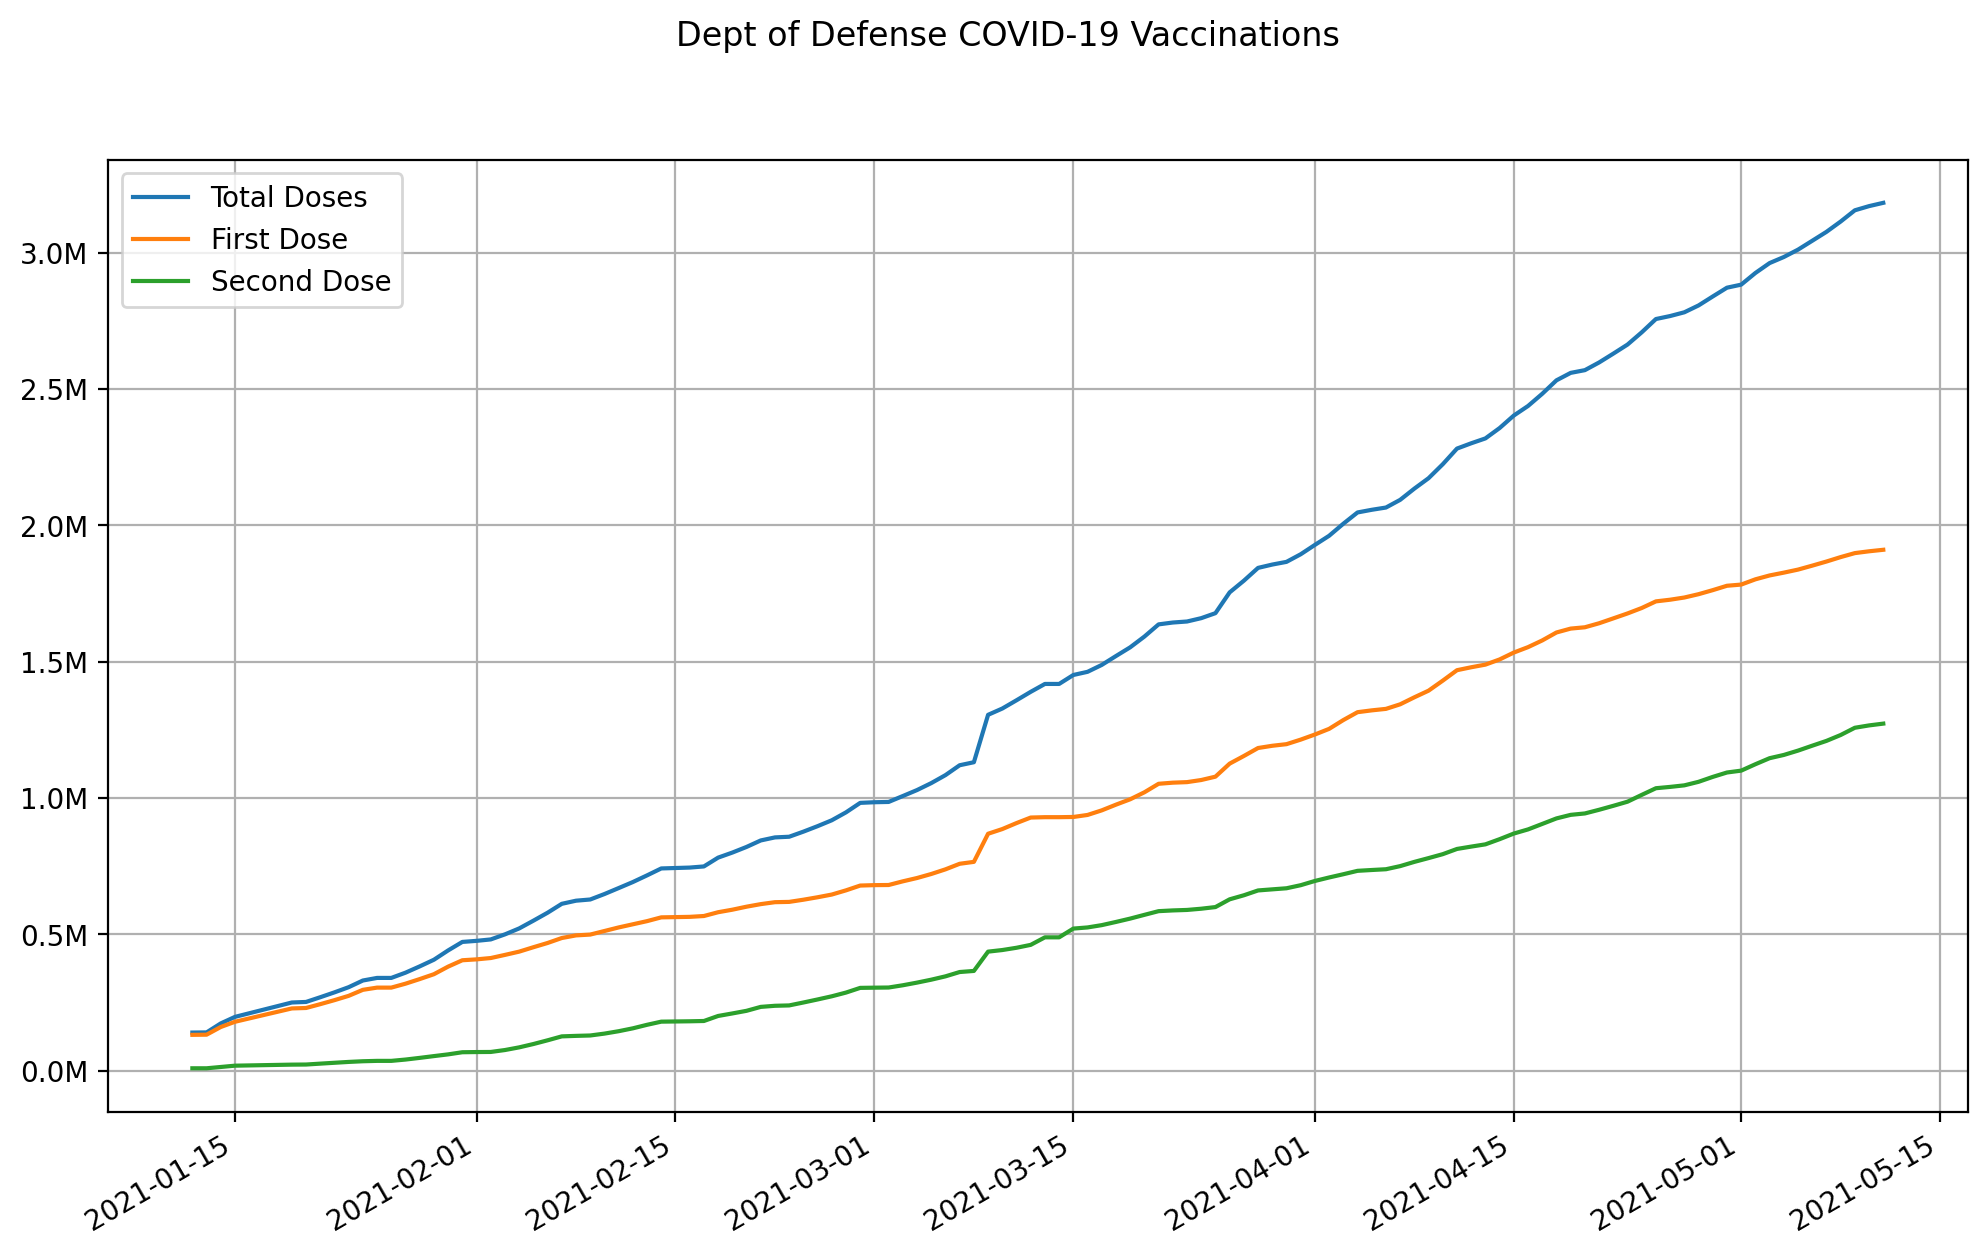 Dept of Defense COVID-19 Vaccinations
Total Doses
First Dose
Second Dose
3.0M
2.5M
2.0M
1.5M
1.0M
0.5M
0.0M
2021-01-15
2021-02-01
2021-02-15
2021-03-01
2021-03-15
2021-04-01
2021-04-15
2021-05-01
2021-05-15